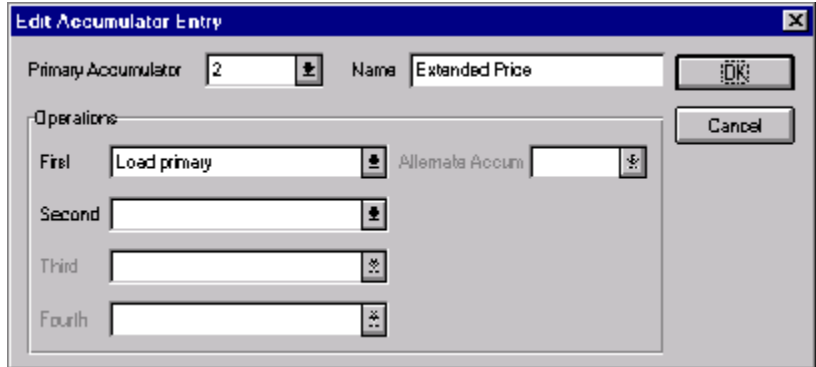 Edit Accumulator Entry
Primary Accumulator 2 Name Extended Price OK
Operations Cancel
First Load primary Alternate Accum
Second
Third
Fourth